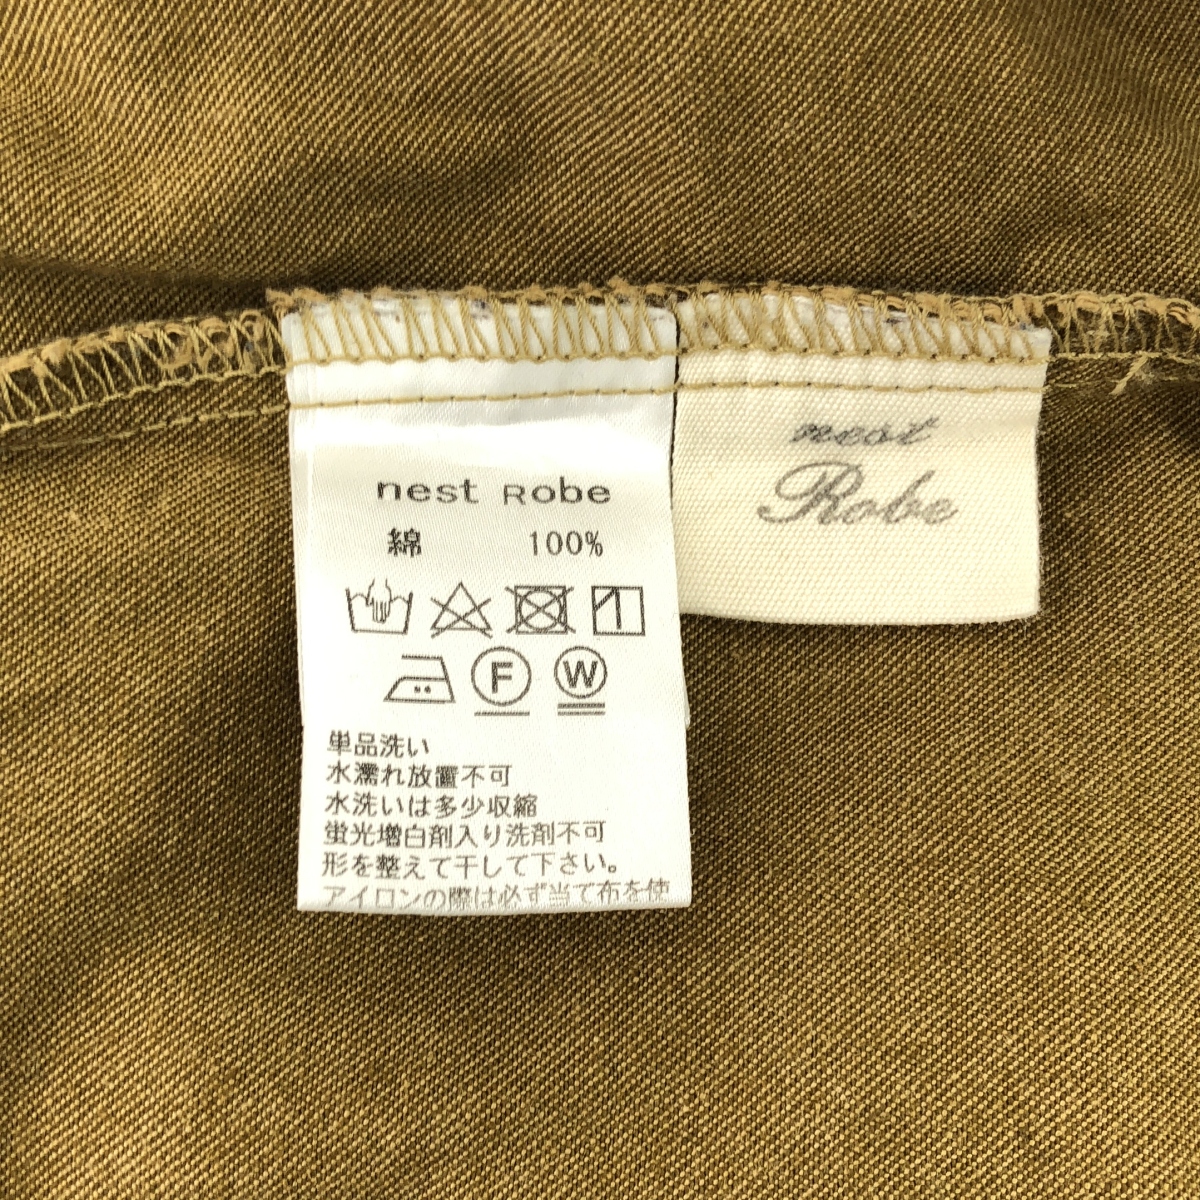 nest Robe
綿 100%
F W
単品洗い
水濡れ放置不可
水洗いは多少収縮
蛍光増白剤入り洗剤不可
形を整えて干して下さい。
アイロンの際は必ず当て布を使
nest
Robe